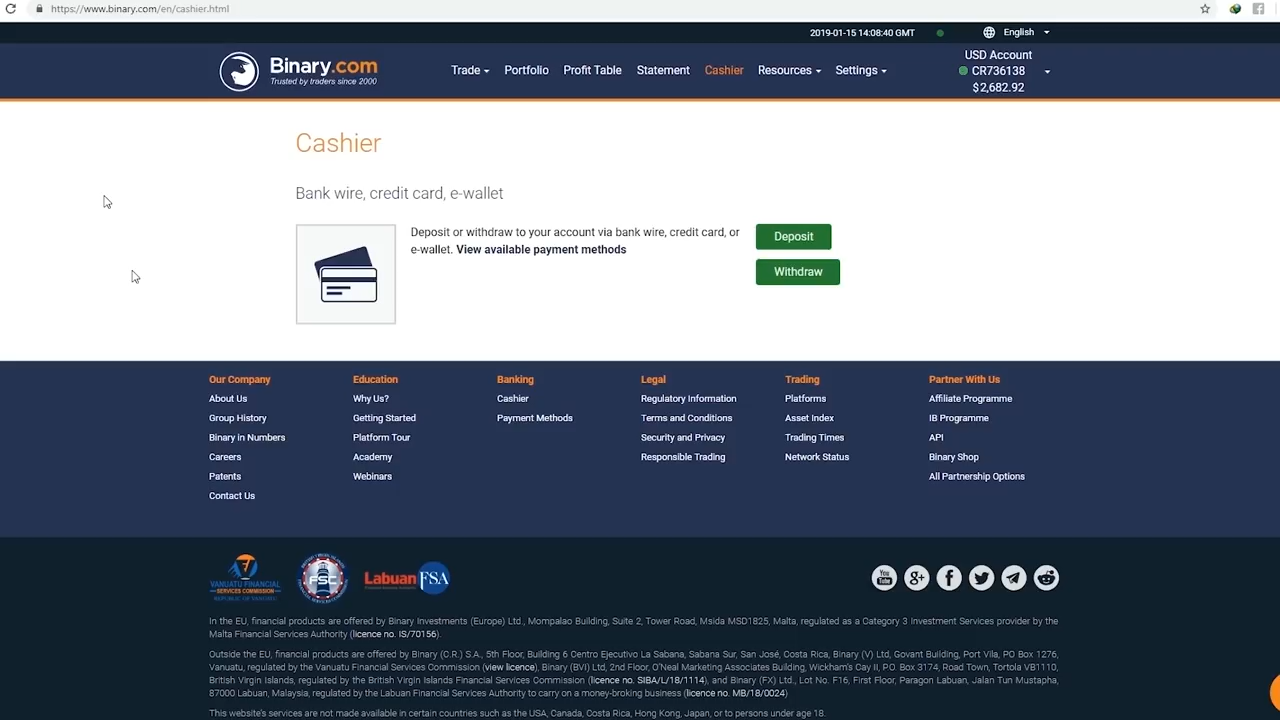 https://www.binary.com/en/cashier.html
2019-01-15 14:08:40 GMT
English
Binary.com
Trusted by traders since 2000
Trade
Portfolio
Profit Table
Statement
Cashier
Resources
Settings
USD Account
CR736138
$2,682.92
Cashier
Bank wire, credit card, e-wallet
Deposit or withdraw to your account via bank wire, credit card, or
e-wallet. View available payment methods
Deposit
Withdraw
Our Company
About Us
Group History
Binary in Numbers
Careers
Patents
Contact Us
Education
Why Us?
Getting Started
Platform Tour
Academy
Webinars
Banking
Cashier
Payment Methods
Legal
Regulatory Information
Terms and Conditions
Security and Privacy
Responsible Trading
Trading
Platforms
Asset Index
Trading Times
Network Status
Partner With Us
Affiliate Programme
IB Programme
API
Binary Shop
All Partnership Options
VANUATU FINANCIAL
SERVICES COMMISSION
REPUBLIC OF VANUATU
FSC
Labuan FSA
You Tube
g+
In the EU, financial products are offered by Binary Investments (Europe) Ltd., Mompalao Building, Suite 2, Tower Road, Msida MSD1825, Malta, regulated as a Category 3 Investment Services provider by the
Malta Financial Services Authority (licence no. IS/70156).
Outside the EU, financial products are offered by Binary (C.R.) S.A., 5th Floor, Building 6 Centro Ejecutivo La Sabana, Sabana Sur, San José, Costa Rica, Binary (V) Ltd, Govant Building, Port Vila, PO Box 1276,
Vanuatu, regulated by the Vanuatu Financial Services Commission (view licence), Binary (BVI) Ltd, 2nd Floor, O'Neal Marketing Associates Building, Wickham's Cay II, P.O. Box 3174, Road Town, Tortola VB1110,
British Virgin Islands, regulated by the British Virgin Islands Financial Services Commission (licence no. SIBA/L/18/1114), and Binary (FX) Ltd., Lot No. F16, First Floor, Paragon Labuan, Jalan Tun Mustapha,
87000 Labuan, Malaysia, regulated by the Labuan Financial Services Authority to carry on a money-broking business (licence no. MB/18/0024)
This website's services are not made available in certain countries such as the USA, Canada, Costa Rica, Hong Kong, Japan, or to persons under age 18.